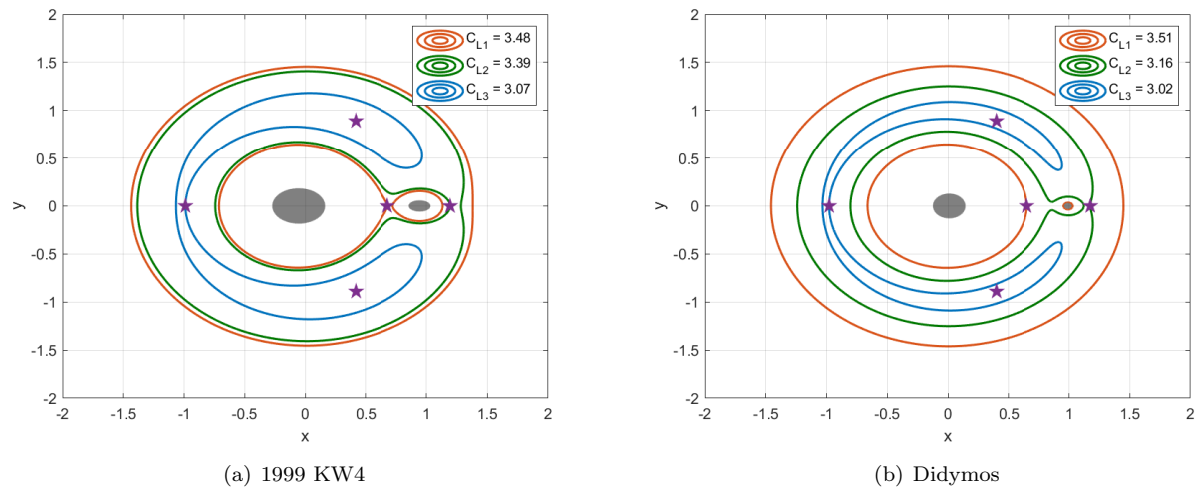 2
1.5
1
0.5
0
-0.5
-1
-1.5
-2
y
-2 -1.5 -1 -0.5 0 0.5 1 1.5 2
x
C_L1 = 3.48
C_L2 = 3.39
C_L3 = 3.07
(a) 1999 KW4
2
1.5
1
0.5
0
-0.5
-1
-1.5
-2
y
-2 -1.5 -1 -0.5 0 0.5 1 1.5 2
x
C_L1 = 3.51
C_L2 = 3.16
C_L3 = 3.02
(b) Didymos